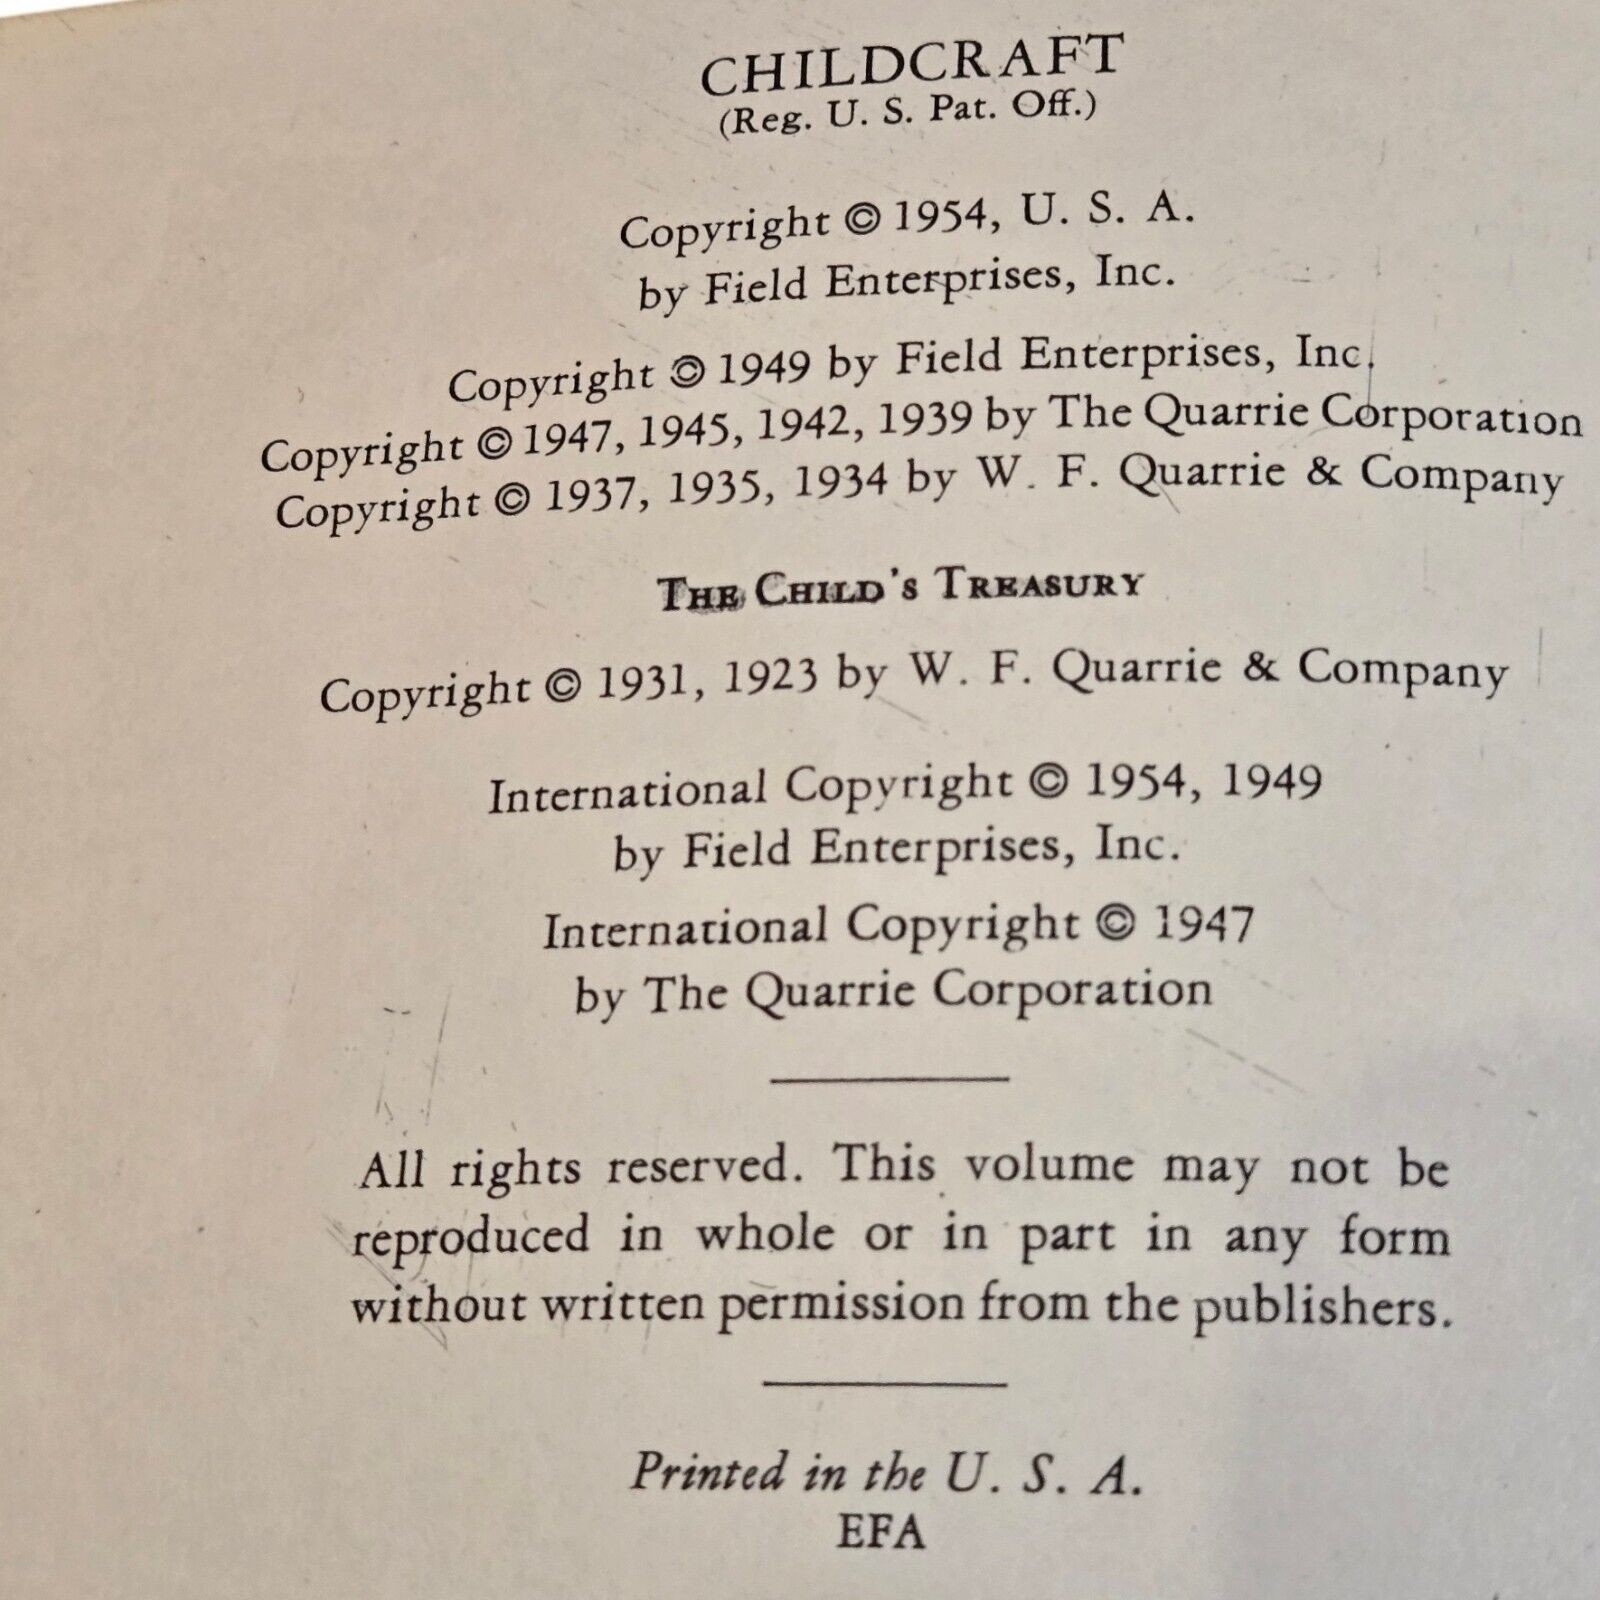 CHILDCRAFT
(Reg. U. S. Pat. Off.)
Copyright © 1954, U. S. A.
by Field Enterprises, Inc.
Copyright © 1949 by Field Enterprises, Inc.
Copyright © 1947, 1945, 1942, 1939 by The Quarrie Corporation
Copyright © 1937, 1935, 1934 by W. F. Quarrie & Company
THE CHILD'S TREASURY
Copyright © 1931, 1923 by W. F. Quarrie & Company
International Copyright © 1954, 1949
by Field Enterprises, Inc.
International Copyright © 1947
by The Quarrie Corporation
All rights reserved. This volume may not be
reproduced in whole or in part in any form
without written permission from the publishers.
Printed in the U. S. A.
EFA